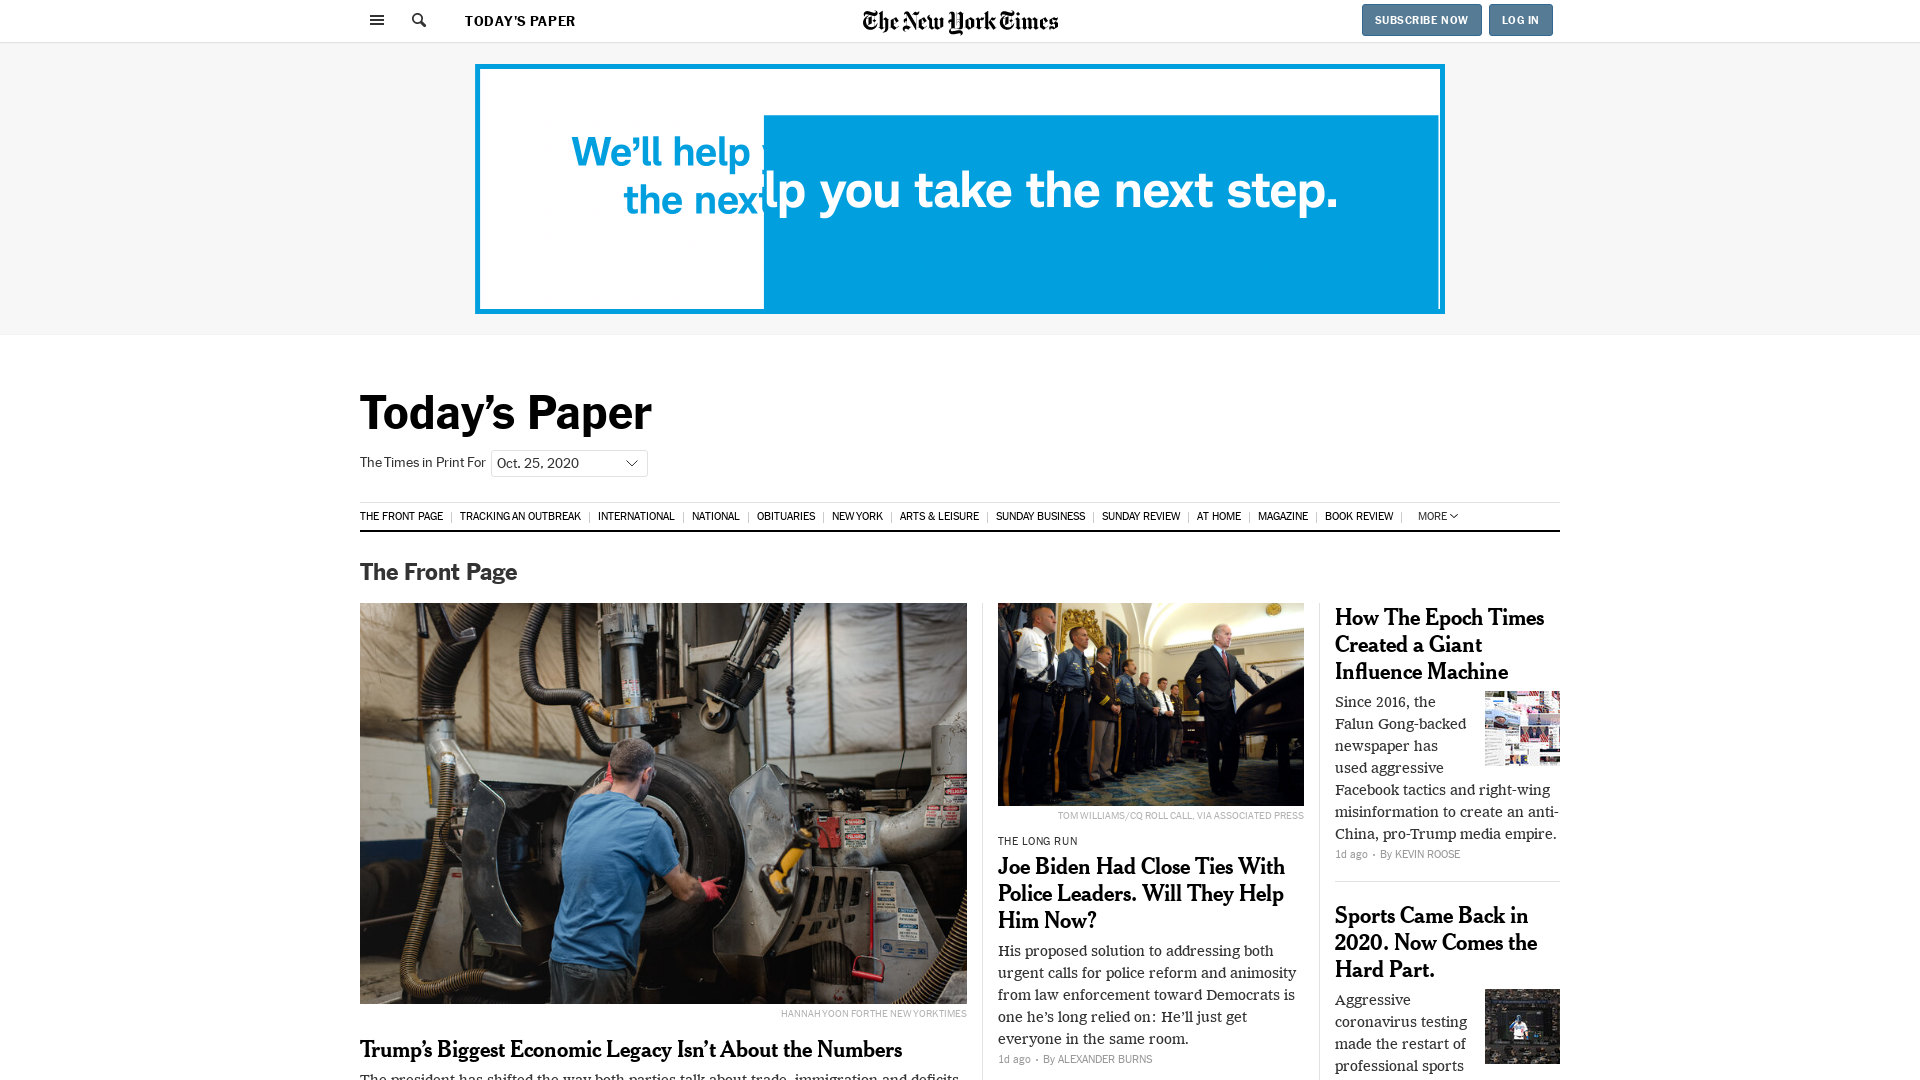 TODAY'S PAPER
The New York Times
SUBSCRIBE NOW
LOG IN
We'll help
the next
lp you take the next step.
Today's Paper
The Times in Print For
Oct. 25, 2020
THE FRONT PAGE
TRACKING AN OUTBREAK
INTERNATIONAL
NATIONAL
OBITUARIES
NEW YORK
ARTS & LEISURE
SUNDAY BUSINESS
SUNDAY REVIEW
AT HOME
MAGAZINE
BOOK REVIEW
MORE
The Front Page
HANNAH YOON FOR THE NEW YORK TIMES
Trump's Biggest Economic Legacy Isn't About the Numbers
The president has shifted the way both parties talk about trade, immigration and deficits
TOM WILLIAMS/CQ ROLL CALL, VIA ASSOCIATED PRESS
THE LONG RUN
Joe Biden Had Close Ties With
Police Leaders. Will They Help
Him Now?
His proposed solution to addressing both
urgent calls for police reform and animosity
from law enforcement toward Democrats is
one he's long relied on: He'll just get
everyone in the same room.
1d ago · By ALEXANDER BURNS
How The Epoch Times
Created a Giant
Influence Machine
Since 2016, the
Falun Gong-backed
newspaper has
used aggressive
Facebook tactics and right-wing
misinformation to create an anti-
China, pro-Trump media empire.
1d ago · By KEVIN ROOSE
Sports Came Back in
2020. Now Comes the
Hard Part.
Aggressive
coronavirus testing
made the restart of
professional sports